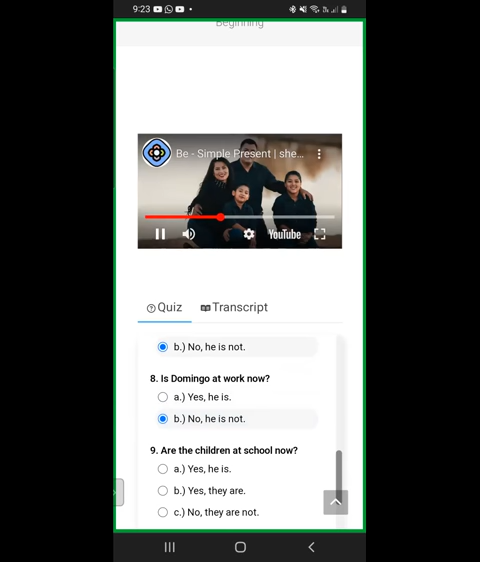 9:23
Beginning
Be - Simple Present | she...
YouTube
Quiz
Transcript
b.) No, he is not.
8. Is Domingo at work now?
a.) Yes, he is.
b.) No, he is not.
9. Are the children at school now?
a.) Yes, he is.
b.) Yes, they are.
c.) No, they are not.